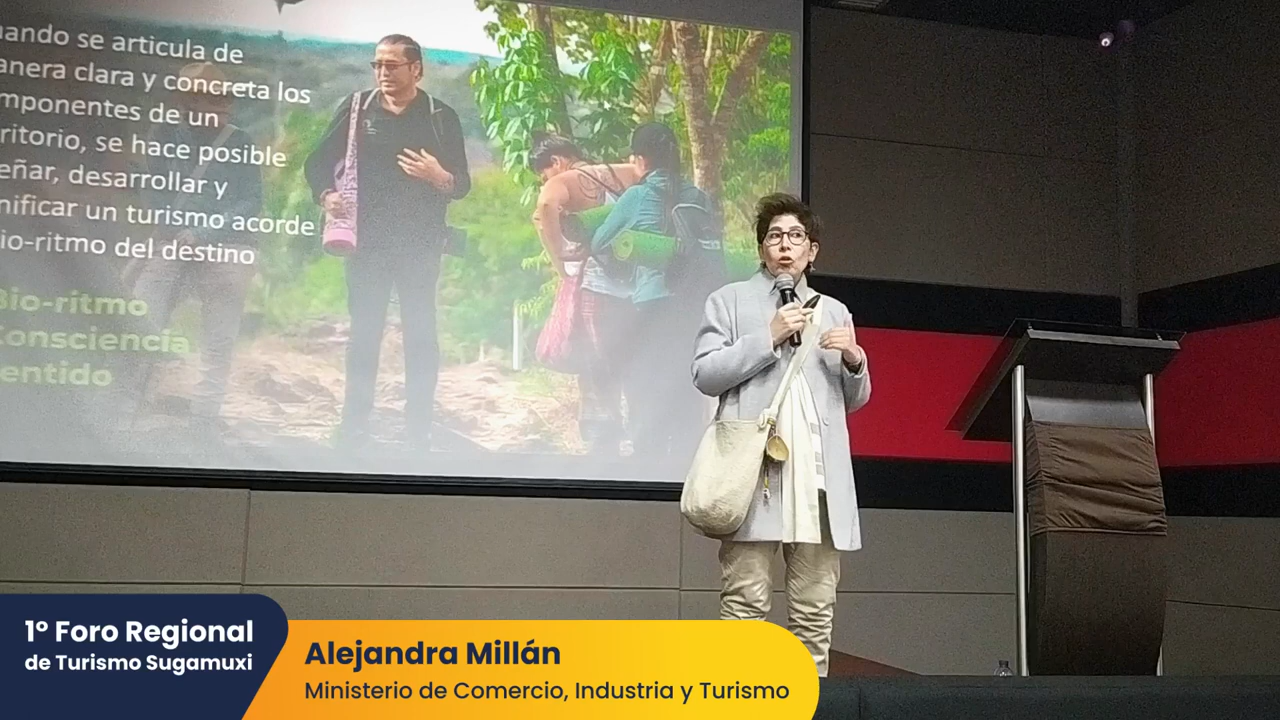 ando se articula de
anera clara y concreta los
mponentes de un
ritorio, se hace posible
eñar, desarrollar y
nificar un turismo acorde
io-ritmo del destino
Bio-ritmo
Consciencia
entido
1° Foro Regional
de Turismo Sugamuxi
Alejandra Millán
Ministerio de Comercio, Industria y Turismo